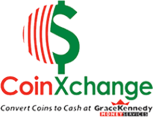 CoinXchange
Convert Coins to Cash at GraceKennedy
MONEY SERVICES